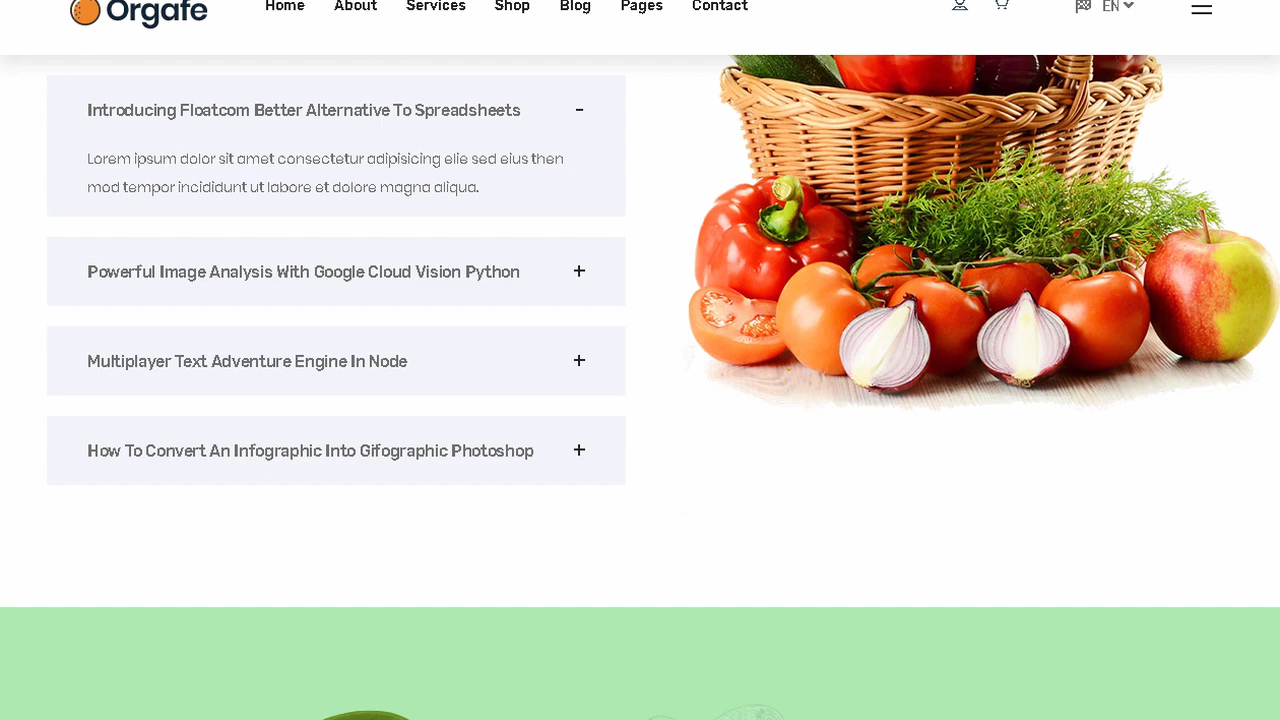 Orgafe
Home About Services Shop Blog Pages Contact
EN
Introducing Floatcom Better Alternative To Spreadsheets
Lorem ipsum dolor sit amet consectetur adipisicing elie sed eius then
mod tempor incididunt ut labore et dolore magna aliqua.
Powerful Image Analysis With Google Cloud Vision Python
Multiplayer Text Adventure Engine In Node
How To Convert An Infographic Into Gifographic Photoshop